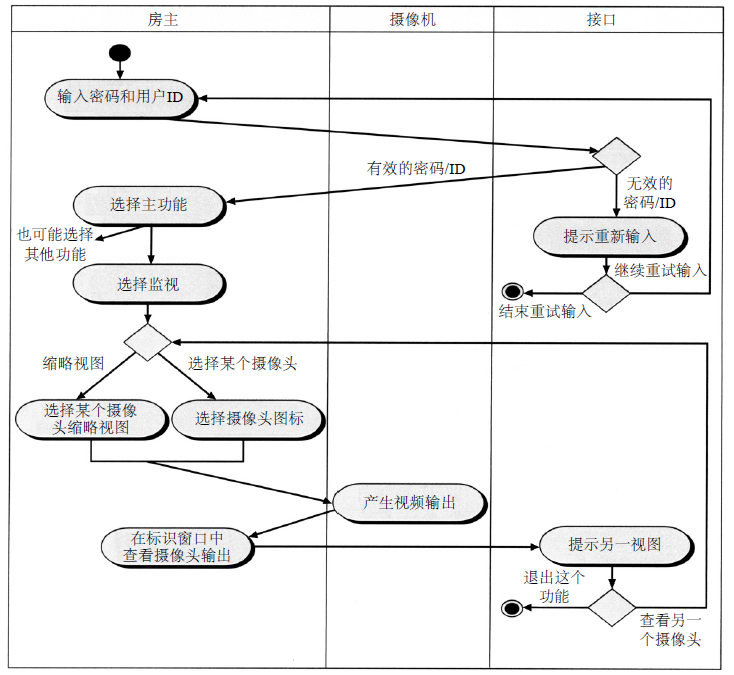 房主
摄像机
接口
输入密码和用户ID
有效的密码/ID
无效的
密码/ID
选择主功能
提示重新输入
也可能选择
其他功能
继续重试输入
选择监视
结束重试输入
缩略视图
选择某个摄像头
选择某个摄像
头缩略视图
选择摄像头图标
产生视频输出
在标识窗口中
查看摄像头输出
提示另一视图
退出这个
功能
查看另一
个摄像头